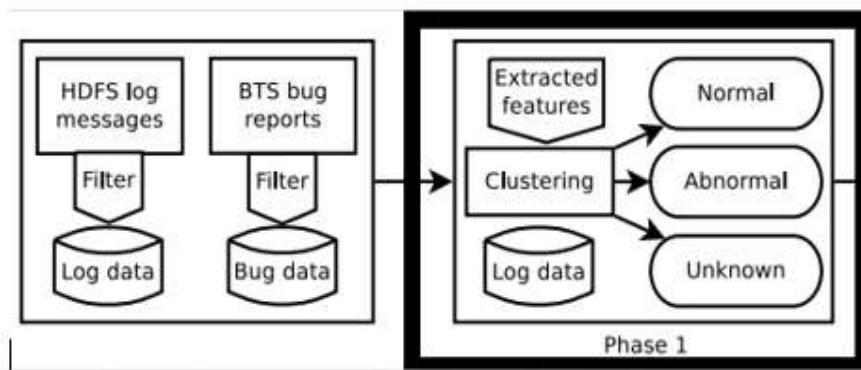 HDFS log
messages
BTS bug
reports
Filter
Filter
Log data
Bug data
Extracted
features
Clustering
Log data
Normal
Abnormal
Unknown
Phase 1